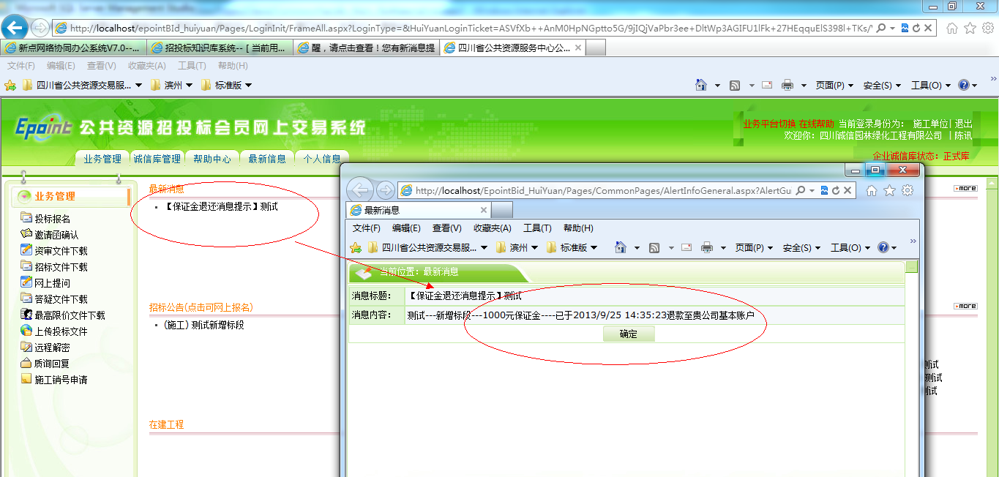 http://localhost/epointBId_huiyuan/Pages/LoginInit/FrameAll.aspx?LoginType=&HuiYuanLoginTicket=ASVfXb++AnM0HpNGptto5G/9jIQjVaPbr3ee+DltWp3AGIFU1lFk+27HEqquElS398l+TKs/
新点网络协同办公系统V7.0--...
招投标知识库系统-- [ 当前用...
醒，请点击查看！您有新消息提
四川省公共资源服务中心公...
文件(F) 编辑(E) 查看(V) 收藏夹(A) 工具(T) 帮助(H)
四川省公共资源交易服... 滨州 标准版 页面(P) 安全(S) 工具(O)
Epoint 公共资源招投标会员网上交易系统
业务平台切换 在线帮助 当前登录身份为： 施工单位| 退出
欢迎你：四川诚信园林绿化工程有限公司 | 陈讯
企业诚信库状态：正式库
业务管理 诚信库管理 帮助中心 最新信息 个人信息
业务管理
投标报名
邀请函确认
资审文件下载
招标文件下载
网上提问
答疑文件下载
最高限价文件下载
上传投标文件
远程解密
质询回复
施工销号申请
最新消息
more
【保证金退还消息提示】测试
招标公告(点击可网上报名)
more
(施工) 测试新增标段
测试
测试
测试
在建工程
http://localhost/EpointBid_HuiYuan/Pages/CommonPages/AlertInfoGeneral.aspx?AlertGui
最新消息
文件(F) 编辑(E) 查看(V) 收藏夹(A) 工具(T) 帮助(H)
四川省公共资源交易服... 滨州 标准版 页面(P) 安全(S) 工具(O)
当前位置：最新消息
消息标题： 【保证金退还消息提示】测试
消息内容： 测试---新增标段---1000元保证金----已于2013/9/25 14:35:23退款至贵公司基本账户
确定